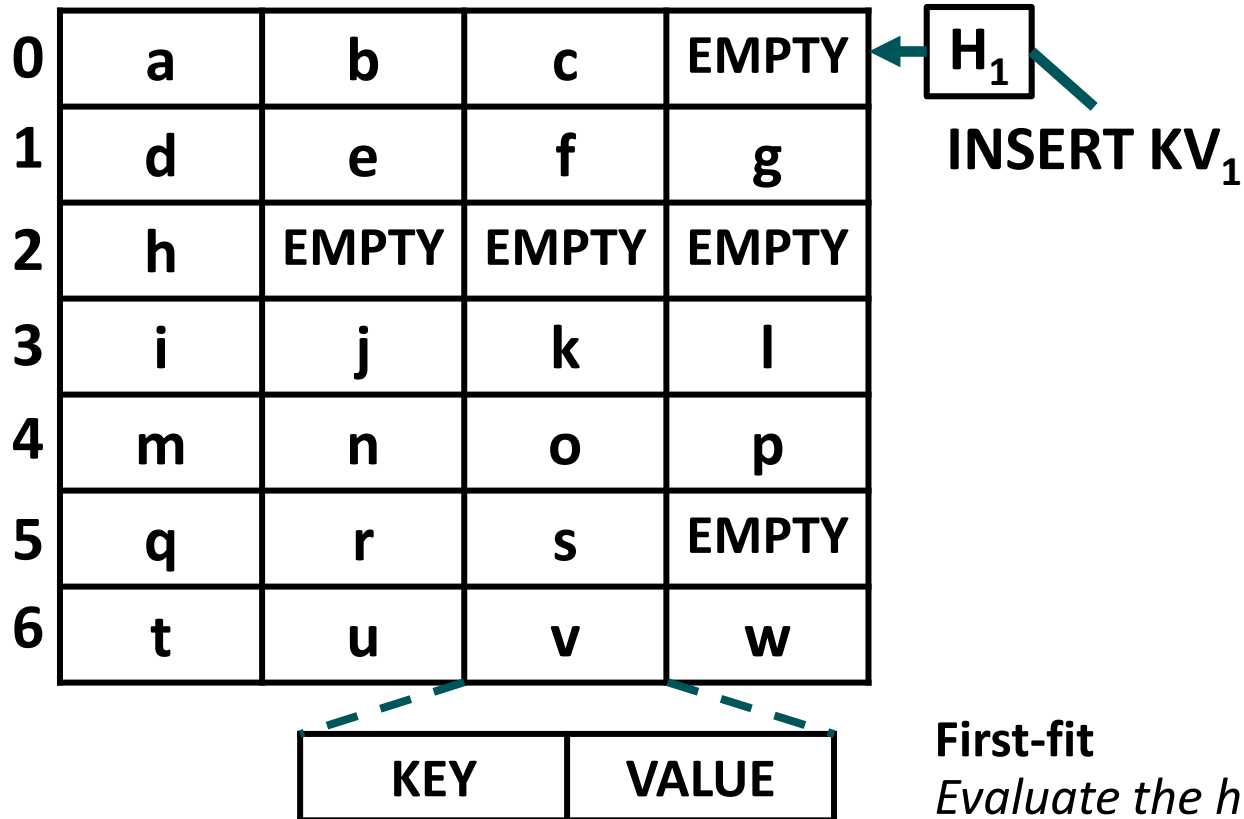 0 a b c EMPTY H₁
1 d e f g INSERT KV₁
2 h EMPTY EMPTY EMPTY
3 i j k l
4 m n o p
5 q r s EMPTY
6 t u v w
KEY VALUE
First-fit
Evaluate the h